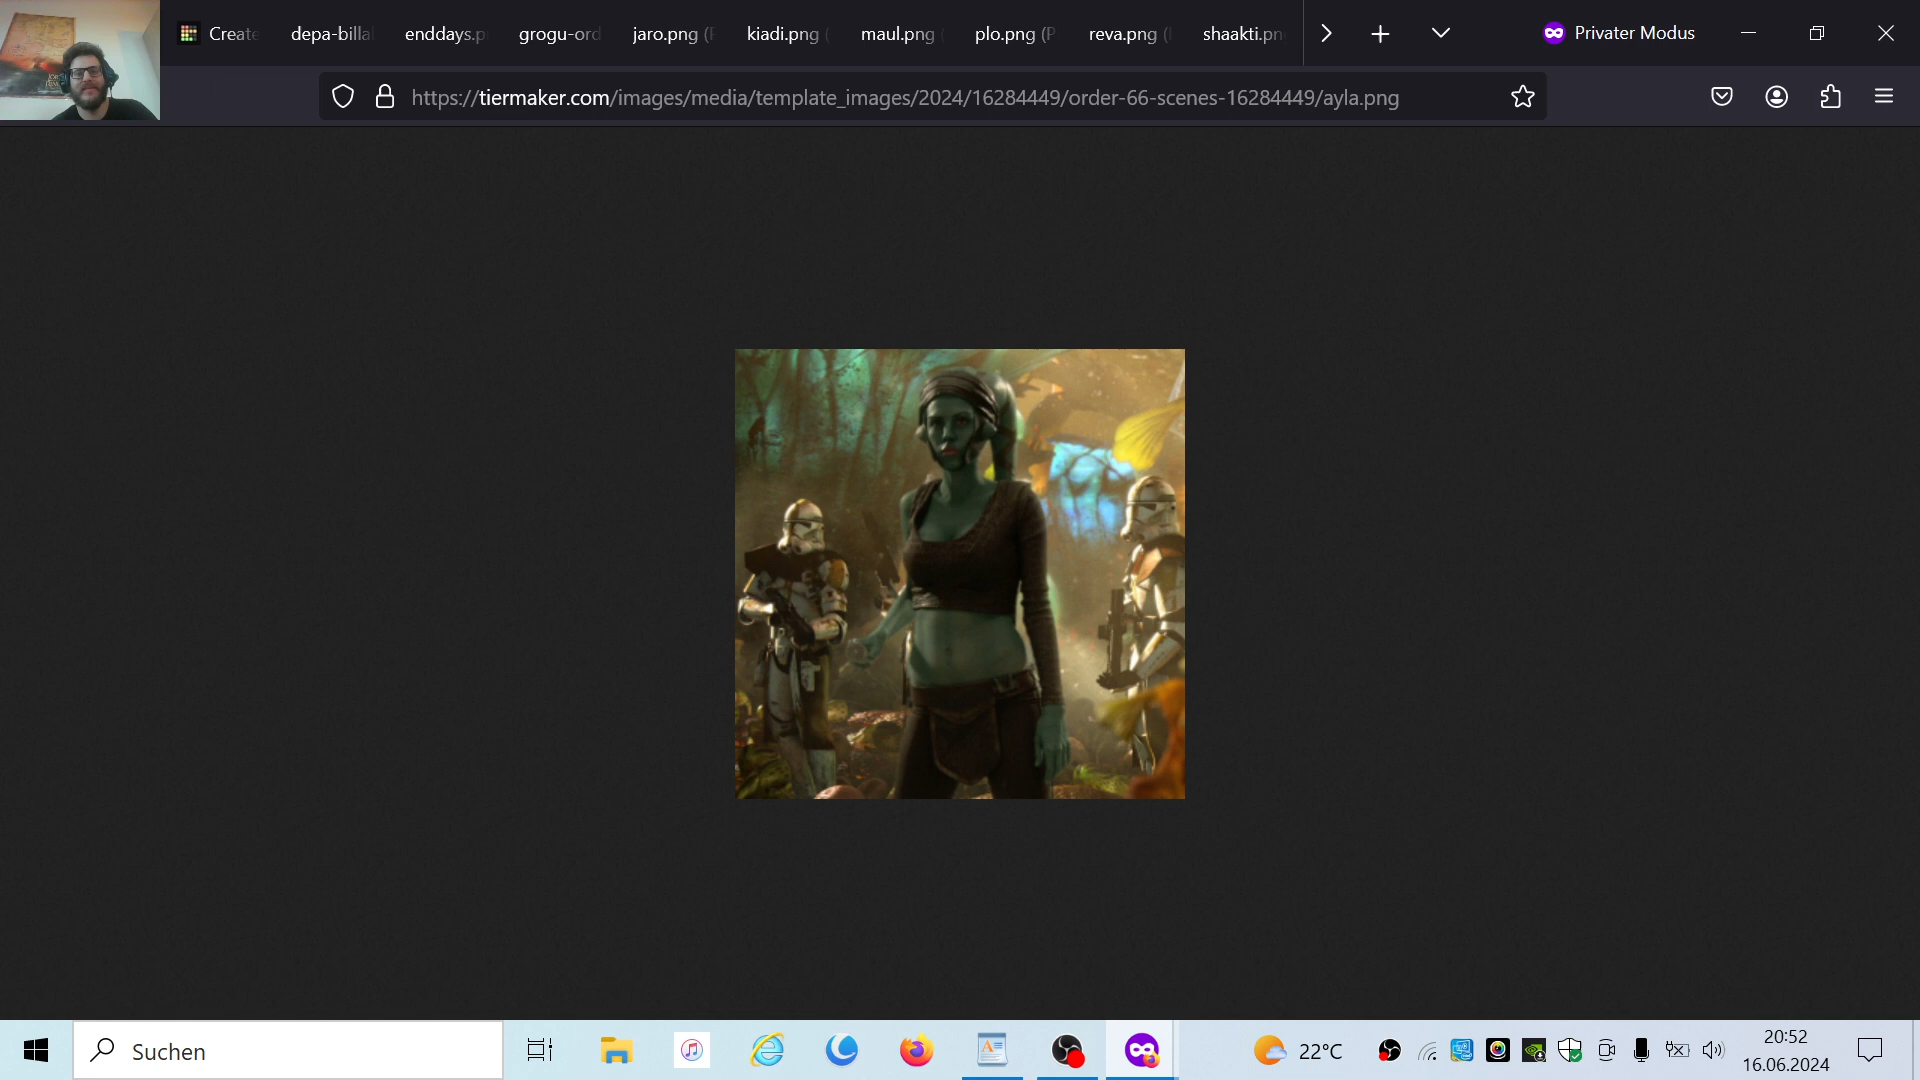 Create
depa-billa
enddays.p
grogu-ord
jaro.png (P
kiadi.png (
maul.png (
plo.png (P
reva.png (I
shaakti.pn
Privater Modus
https://tiermaker.com/images/media/template_images/2024/16284449/order-66-scenes-16284449/ayla.png
Suchen
22°C
20:52
16.06.2024